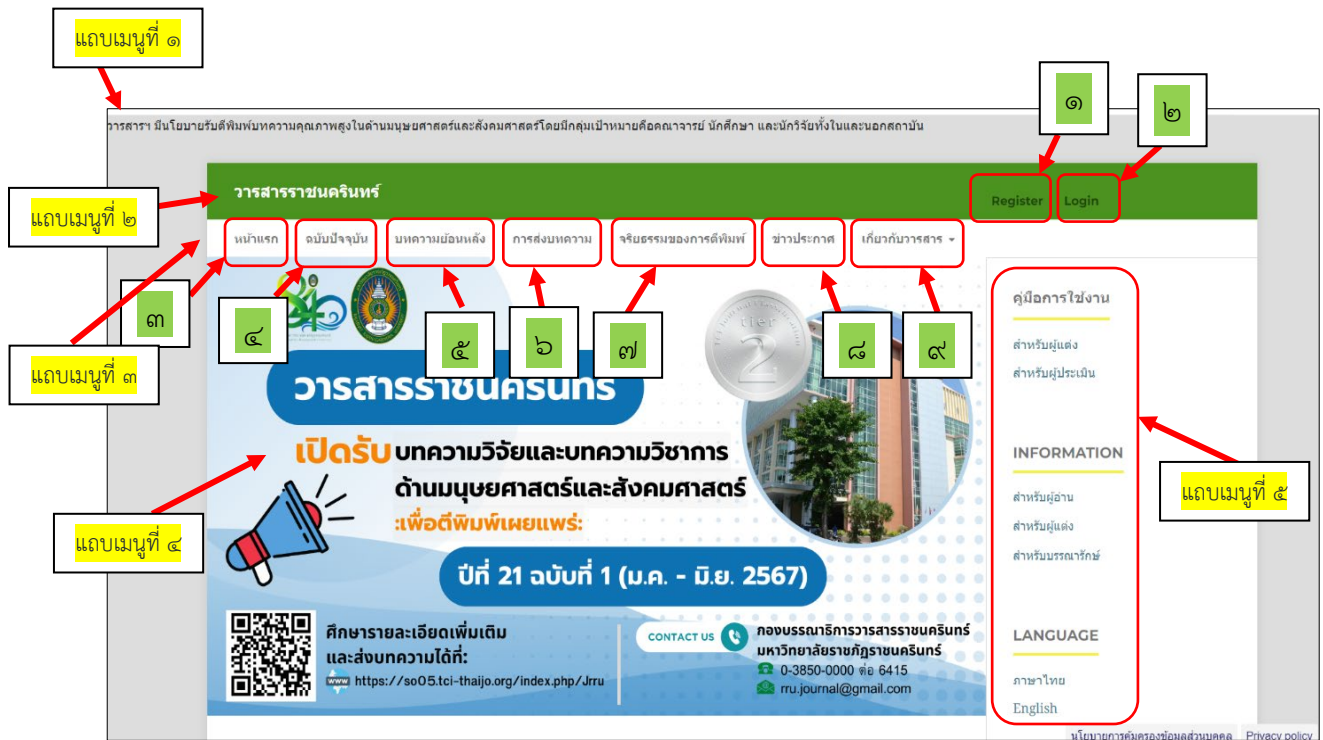 แถบเมนูที่ ๑
๑
๒
วารสารฯ มีนโยบายรับตีพิมพ์บทความคุณภาพสูงในด้านมนุษยศาสตร์และสังคมศาสตร์โดยมีกลุ่มเป้าหมายคือคณาจารย์ นักศึกษา และนักวิจัยทั้งในและนอกสถาบัน
วารสารราชนครินทร์
Register Login
แถบเมนูที่ ๒
หน้าแรก ฉบับปัจจุบัน บทความย้อนหลัง การส่งบทความ จริยธรรมของการตีพิมพ์ ข่าวประกาศ เกี่ยวกับวารสาร
๓
๔
๕
๖
๗
๘
๙
แถบเมนูที่ ๓
tier
2
วารสารราชนครินทร์
เปิดรับ บทความวิจัยและบทความวิชาการ
ด้านมนุษยศาสตร์และสังคมศาสตร์
:เพื่อตีพิมพ์เผยแพร่:
แถบเมนูที่ ๔
ปีที่ 21 ฉบับที่ 1 (ม.ค. - มิ.ย. 2567)
ศึกษารายละเอียดเพิ่มเติม
และส่งบทความได้ที่:
www https://so05.tci-thaijo.org/index.php/Jrru
CONTACT US
กองบรรณาธิการวารสารราชนครินทร์
มหาวิทยาลัยราชภัฏราชนครินทร์
0-3850-0000 ต่อ 6415
rru.journal@gmail.com
คู่มือการใช้งาน
สำหรับผู้แต่ง
สำหรับผู้ประเมิน
INFORMATION
สำหรับผู้อ่าน
สำหรับผู้แต่ง
สำหรับบรรณารักษ์
แถบเมนูที่ ๕
LANGUAGE
ภาษาไทย
English
นโยบายการคุ้มครองข้อมูลส่วนบุคคล Privacy policy